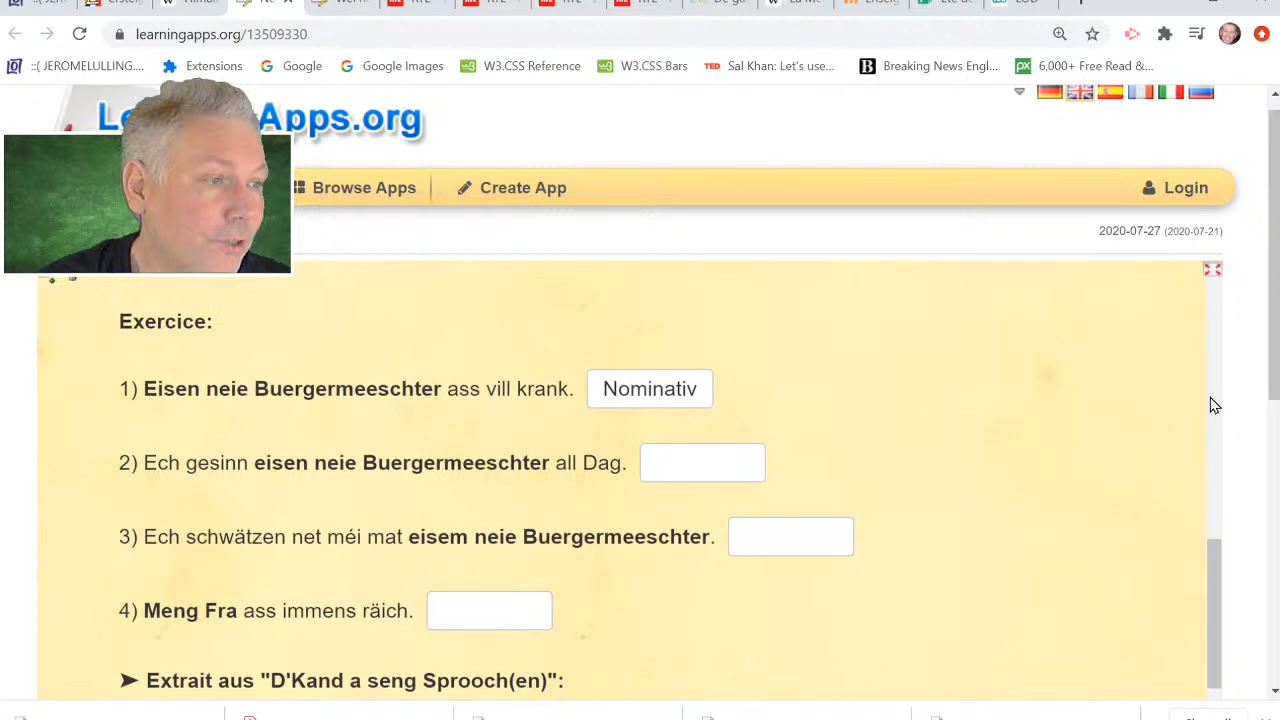 learningapps.org/13509330
::( JEROMELULLING.... Extensions Google Google Images W3.CSS Reference W3.CSS Bars TED Sal Khan: Let's use... B Breaking News Engl... px 6,000+ Free Read &...
Apps.org
Browse Apps Create App Login
2020-07-27 (2020-07-21)
Exercice:
1) Eisen neie Buergermeeschter ass vill krank. Nominativ
2) Ech gesinn eisen neie Buergermeeschter all Dag.
3) Ech schwätzen net méi mat eisem neie Buergermeeschter.
4) Meng Fra ass immens räich.
➤ Extrait aus "D'Kand a seng Sprooch(en)":